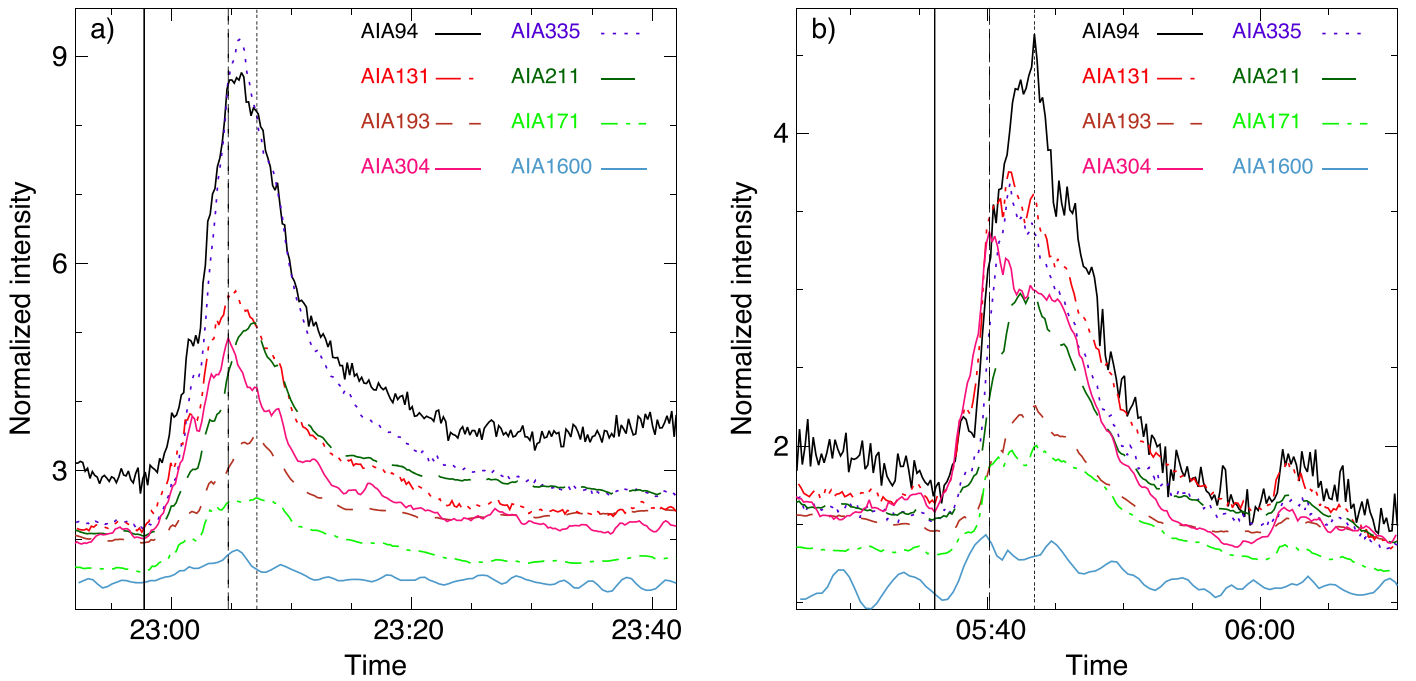 a)
AIA94 AIA335
AIA131 AIA211
AIA193 AIA171
AIA304 AIA1600
9
6
3
Normalized intensity
23:00 23:20 23:40
Time
b)
AIA94 AIA335
AIA131 AIA211
AIA193 AIA171
AIA304 AIA1600
4
2
Normalized intensity
05:40 06:00
Time